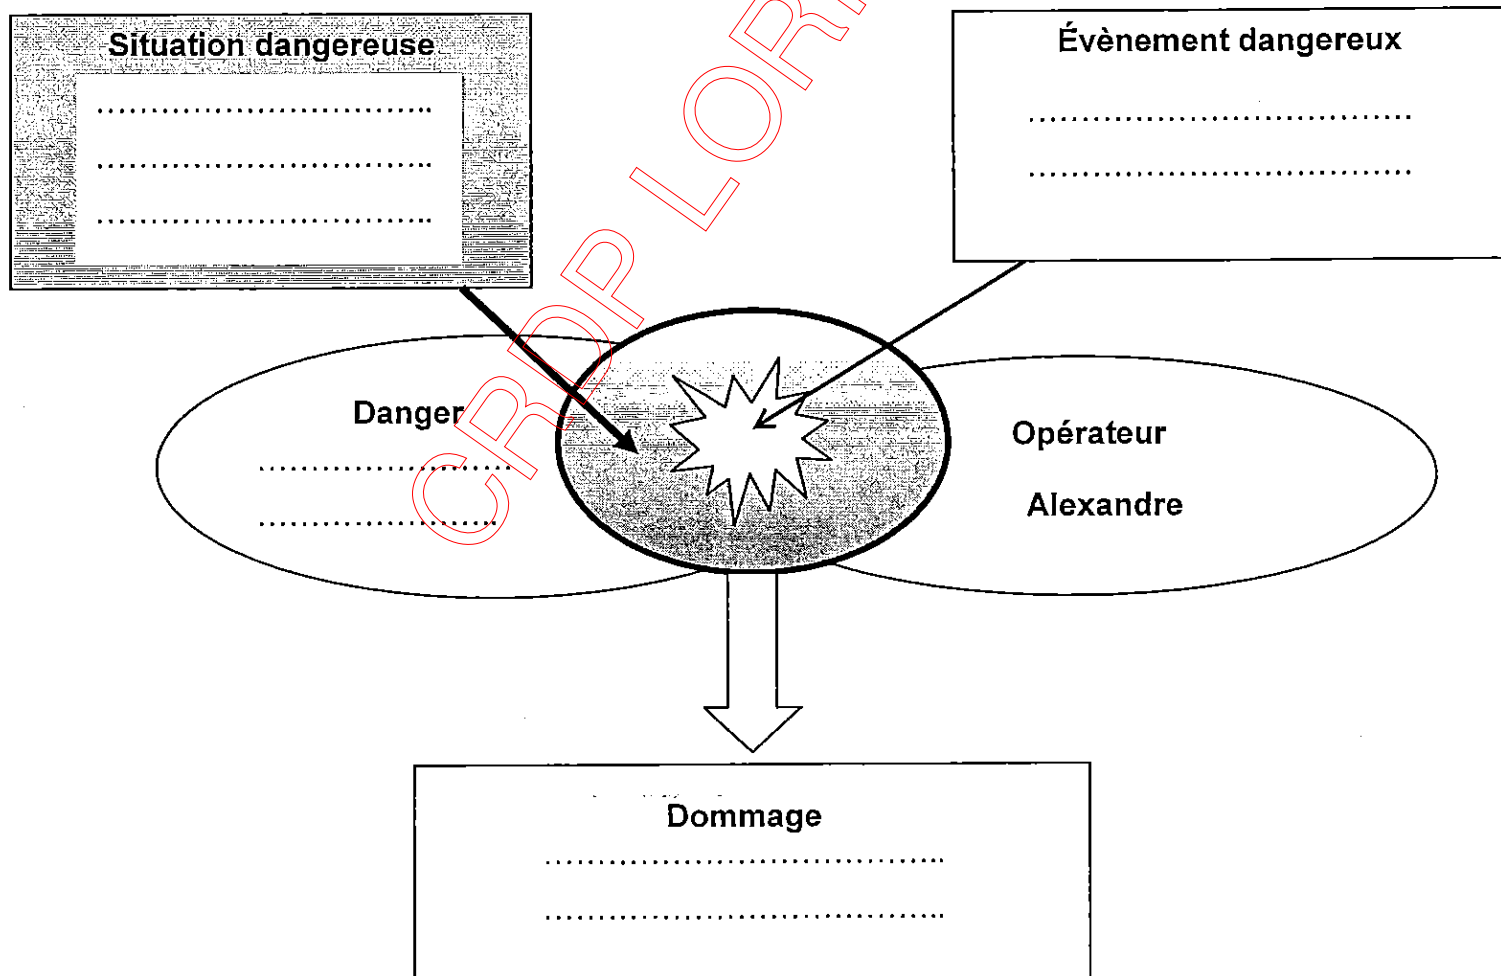 Situation dangereuse
Évènement dangereux
Danger
Opérateur
Alexandre
Dommage
CRDP LOR